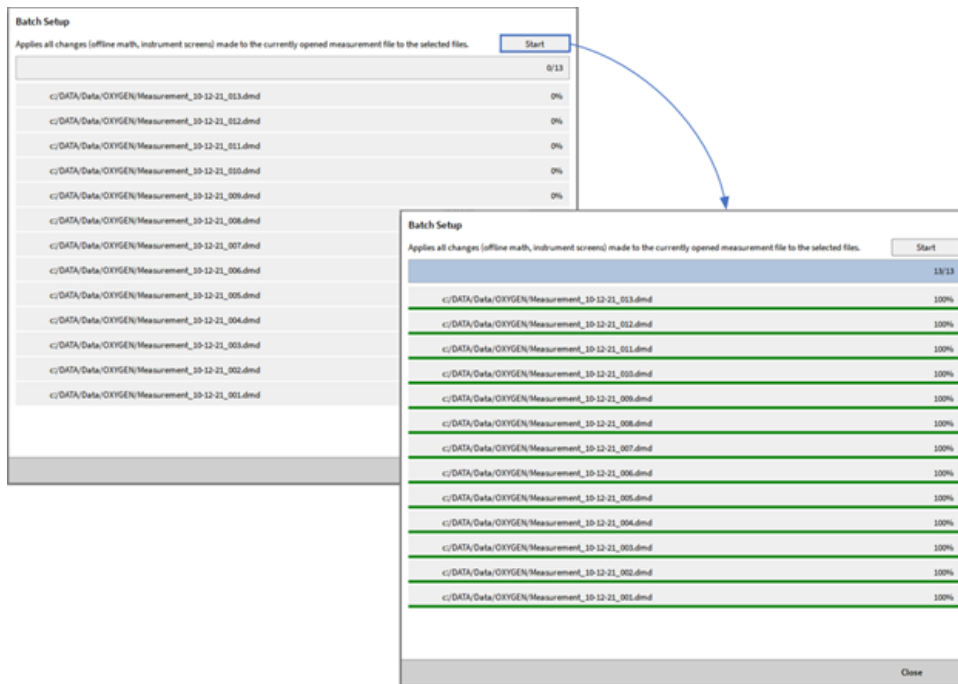 Batch Setup
Applies all changes (offline math, instrument screens) made to the currently opened measurement file to the selected files. Start
0/13
c:/DATA/Data/OXYGEN/Measurement_10-12-21_013.dmd 0%
c:/DATA/Data/OXYGEN/Measurement_10-12-21_012.dmd 0%
c:/DATA/Data/OXYGEN/Measurement_10-12-21_011.dmd 0%
c:/DATA/Data/OXYGEN/Measurement_10-12-21_010.dmd 0%
c:/DATA/Data/OXYGEN/Measurement_10-12-21_009.dmd 0%
c:/DATA/Data/OXYGEN/Measurement_10-12-21_008.dmd
c:/DATA/Data/OXYGEN/Measurement_10-12-21_007.dmd
c:/DATA/Data/OXYGEN/Measurement_10-12-21_006.dmd
c:/DATA/Data/OXYGEN/Measurement_10-12-21_005.dmd
c:/DATA/Data/OXYGEN/Measurement_10-12-21_004.dmd
c:/DATA/Data/OXYGEN/Measurement_10-12-21_003.dmd
c:/DATA/Data/OXYGEN/Measurement_10-12-21_002.dmd
c:/DATA/Data/OXYGEN/Measurement_10-12-21_001.dmd
Batch Setup
Applies all changes (offline math, instrument screens) made to the currently opened measurement file to the selected files. Start
13/13
c:/DATA/Data/OXYGEN/Measurement_10-12-21_013.dmd 100%
c:/DATA/Data/OXYGEN/Measurement_10-12-21_012.dmd 100%
c:/DATA/Data/OXYGEN/Measurement_10-12-21_011.dmd 100%
c:/DATA/Data/OXYGEN/Measurement_10-12-21_010.dmd 100%
c:/DATA/Data/OXYGEN/Measurement_10-12-21_009.dmd 100%
c:/DATA/Data/OXYGEN/Measurement_10-12-21_008.dmd 100%
c:/DATA/Data/OXYGEN/Measurement_10-12-21_007.dmd 100%
c:/DATA/Data/OXYGEN/Measurement_10-12-21_006.dmd 100%
c:/DATA/Data/OXYGEN/Measurement_10-12-21_005.dmd 100%
c:/DATA/Data/OXYGEN/Measurement_10-12-21_004.dmd 100%
c:/DATA/Data/OXYGEN/Measurement_10-12-21_003.dmd 100%
c:/DATA/Data/OXYGEN/Measurement_10-12-21_002.dmd 100%
c:/DATA/Data/OXYGEN/Measurement_10-12-21_001.dmd 100%
Close